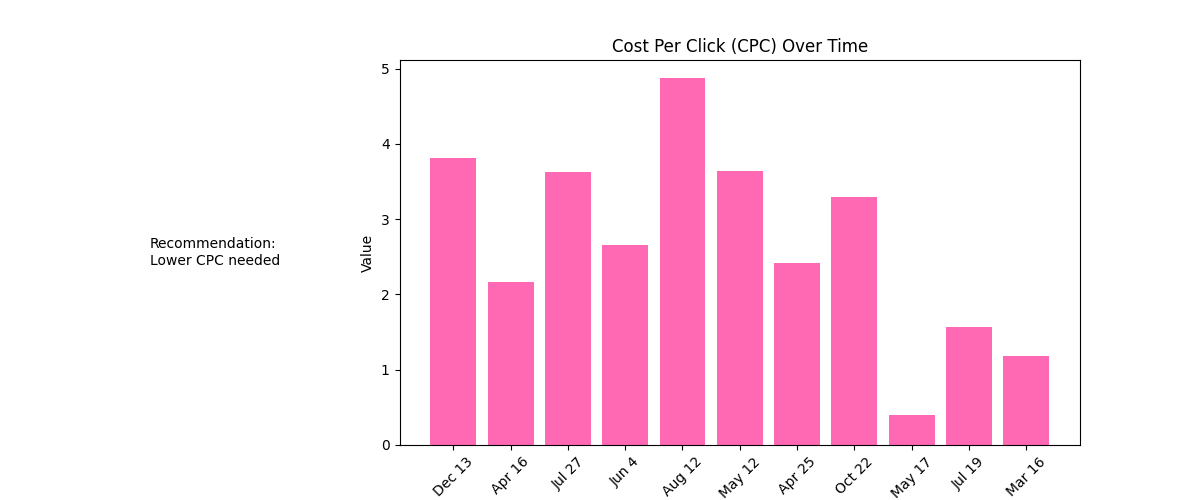 Cost Per Click (CPC) Over Time
Recommendation:
Lower CPC needed
Value
5
4
3
2
1
0
Dec 13
Apr 16
Jul 27
Jun 4
Aug 12
May 12
Apr 25
Oct 22
May 17
Jul 19
Mar 16